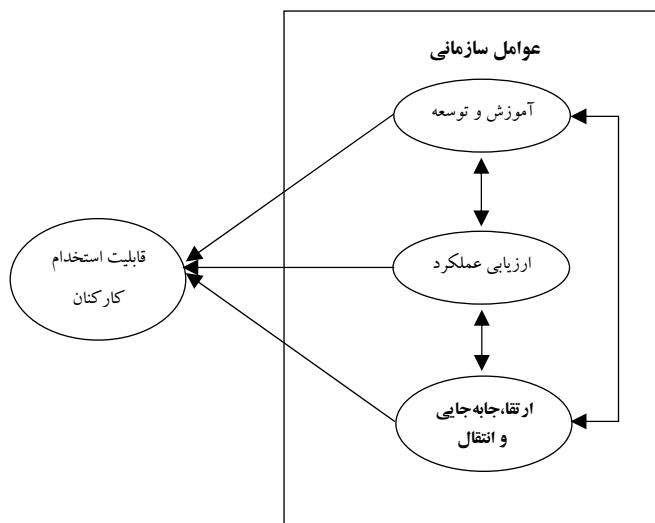 عوامل سازمانی
آموزش و توسعه
قابلیت استخدام
کارکنان
ارزیابی عملکرد
ارتقا،جابه‌جایی
و انتقال